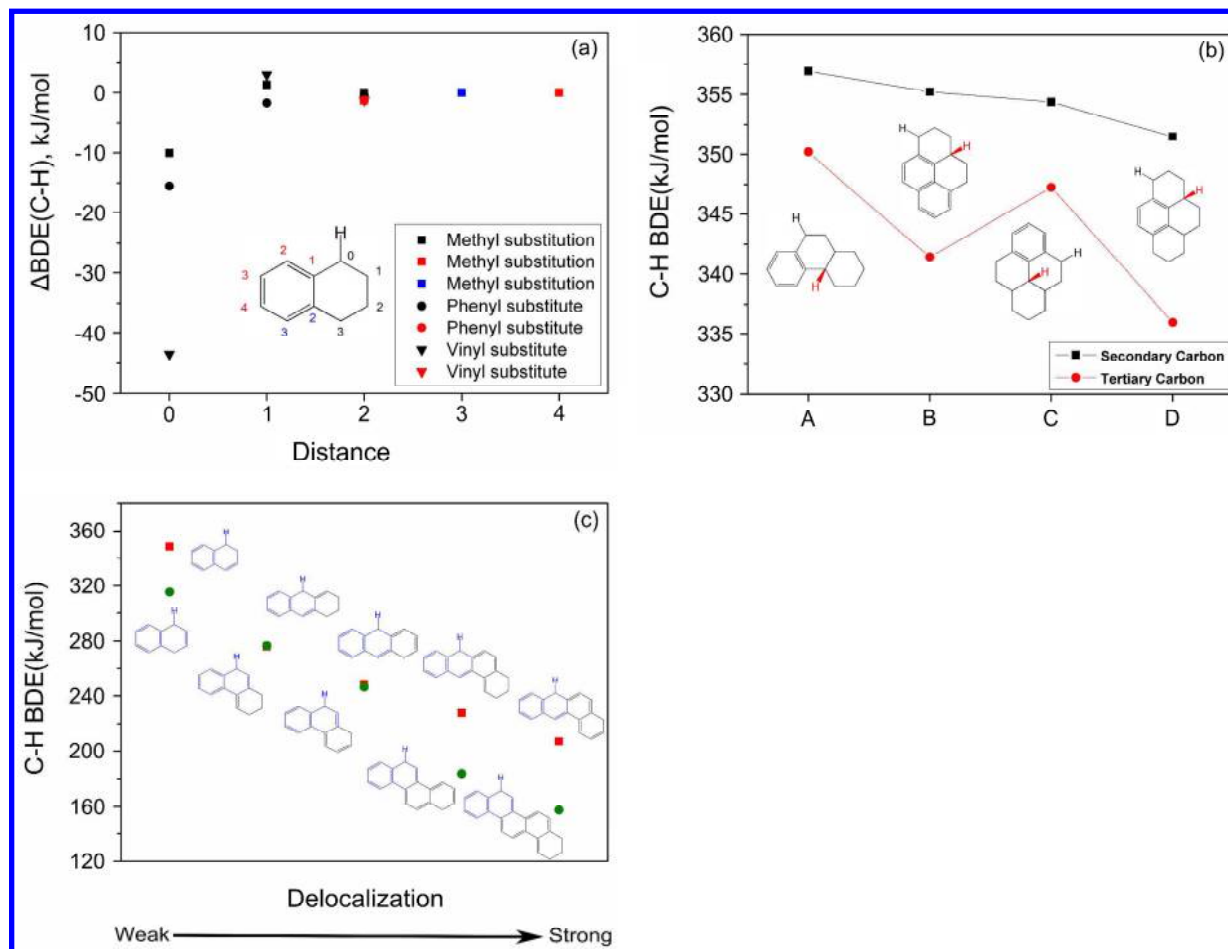 (a)
ΔBDE(C-H), kJ/mol
10
0
-10
-20
-30
-40
-50
H
0
1
2
3
1
2
3
4
2
3
Methyl substitution
Methyl substitution
Methyl substitution
Phenyl substitute
Phenyl substitute
Vinyl substitute
Vinyl substitute
0 1 2 3 4
Distance
(b)
C-H BDE(kJ/mol)
360
355
350
345
340
335
330
H
H
H
H
H
H
H
H
Secondary Carbon
Tertiary Carbon
A B C D
(c)
C-H BDE(kJ/mol)
360
320
280
240
200
160
120
H
H
H
H
H
H
H
H
H
H
Delocalization
Weak Strong